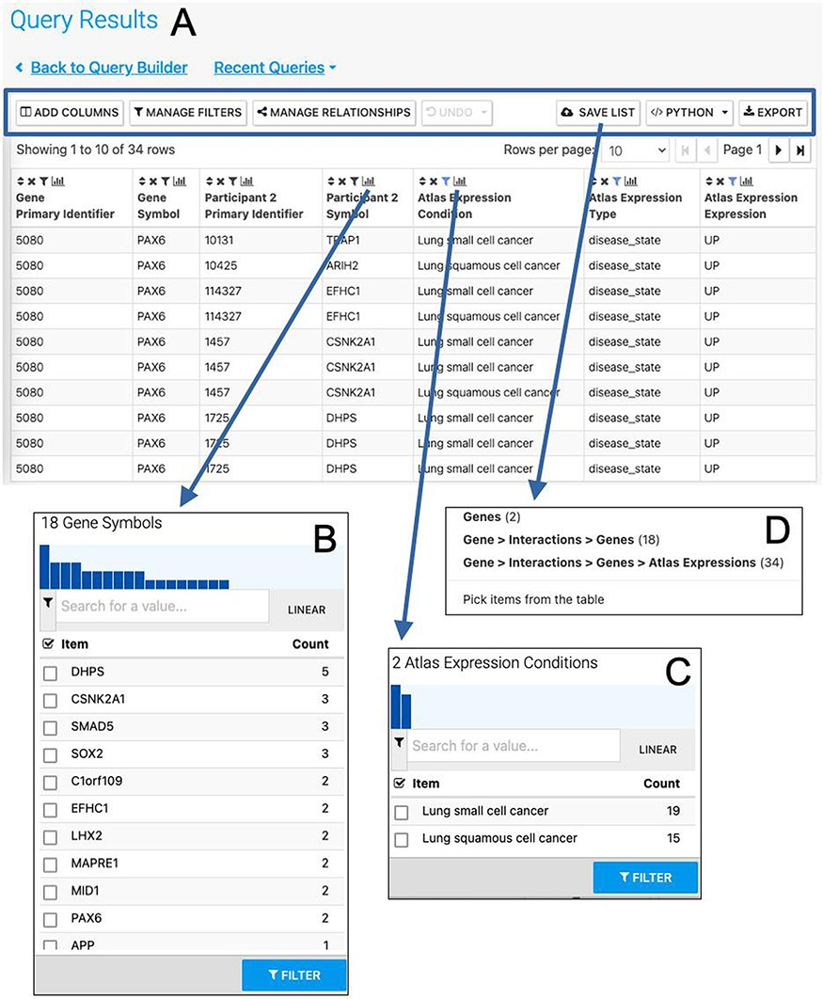 Query Results A
Back to Query Builder Recent Queries
ADD COLUMNS MANAGE FILTERS MANAGE RELATIONSHIPS UNDO SAVE LIST </> PYTHON EXPORT
Showing 1 to 10 of 34 rows Rows per page: 10 Page 1
Gene Gene Participant 2 Participant 2 Atlas Expression Atlas Expression Atlas Expression
Primary Identifier Symbol Primary Identifier Symbol Condition Type Expression
5080 PAX6 10131 TRAP1 Lung small cell cancer disease_state UP
5080 PAX6 10425 ARIH2 Lung squamous cell cancer disease_state UP
5080 PAX6 114327 EFHC1 Lung small cell cancer disease_state UP
5080 PAX6 114327 EFHC1 Lung squamous cell cancer disease_state UP
5080 PAX6 1457 CSNK2A1 Lung small cell cancer disease_state UP
5080 PAX6 1457 CSNK2A1 Lung small cell cancer disease_state UP
5080 PAX6 1457 CSNK2A1 Lung squamous cell cancer disease_state UP
5080 PAX6 1725 DHPS Lung small cell cancer disease_state UP
5080 PAX6 1725 DHPS Lung small cell cancer disease_state UP
5080 PAX6 1725 DHPS Lung small cell cancer disease_state UP
18 Gene Symbols B
Search for a value... LINEAR
Item Count
DHPS 5
CSNK2A1 3
SMAD5 3
SOX2 3
C1orf109 2
EFHC1 2
LHX2 2
MAPRE1 2
MID1 2
PAX6 2
APP 1
FILTER
Genes (2) D
Gene > Interactions > Genes (18)
Gene > Interactions > Genes > Atlas Expressions (34)
Pick items from the table
2 Atlas Expression Conditions C
Search for a value... LINEAR
Item Count
Lung small cell cancer 19
Lung squamous cell cancer 15
FILTER